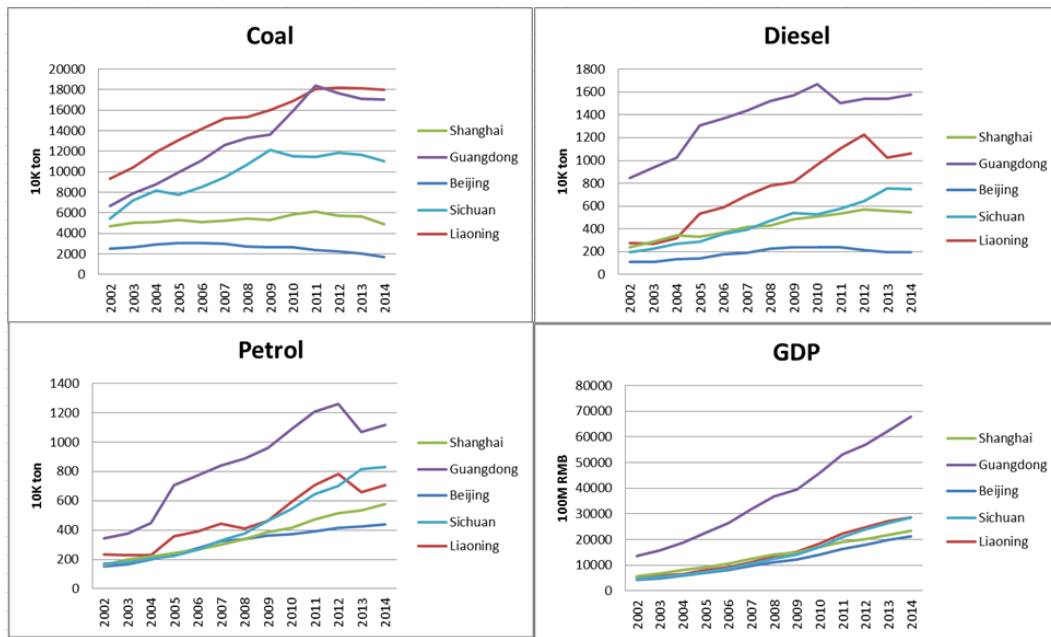 Coal
10K ton
20000
18000
16000
14000
12000
10000
8000
6000
4000
2000
0
2002 2003 2004 2005 2006 2007 2008 2009 2010 2011 2012 2013 2014
Shanghai
Guangdong
Beijing
Sichuan
Liaoning
Diesel
10K ton
1800
1600
1400
1200
1000
800
600
400
200
0
2002 2003 2004 2005 2006 2007 2008 2009 2010 2011 2012 2013 2014
Shanghai
Guangdong
Beijing
Sichuan
Liaoning
Petrol
10K ton
1400
1200
1000
800
600
400
200
0
2002 2003 2004 2005 2006 2007 2008 2009 2010 2011 2012 2013 2014
Shanghai
Guangdong
Beijing
Sichuan
Liaoning
GDP
100M RMB
80000
70000
60000
50000
40000
30000
20000
10000
0
2002 2003 2004 2005 2006 2007 2008 2009 2010 2011 2012 2013 2014
Shanghai
Guangdong
Beijing
Sichuan
Liaoning